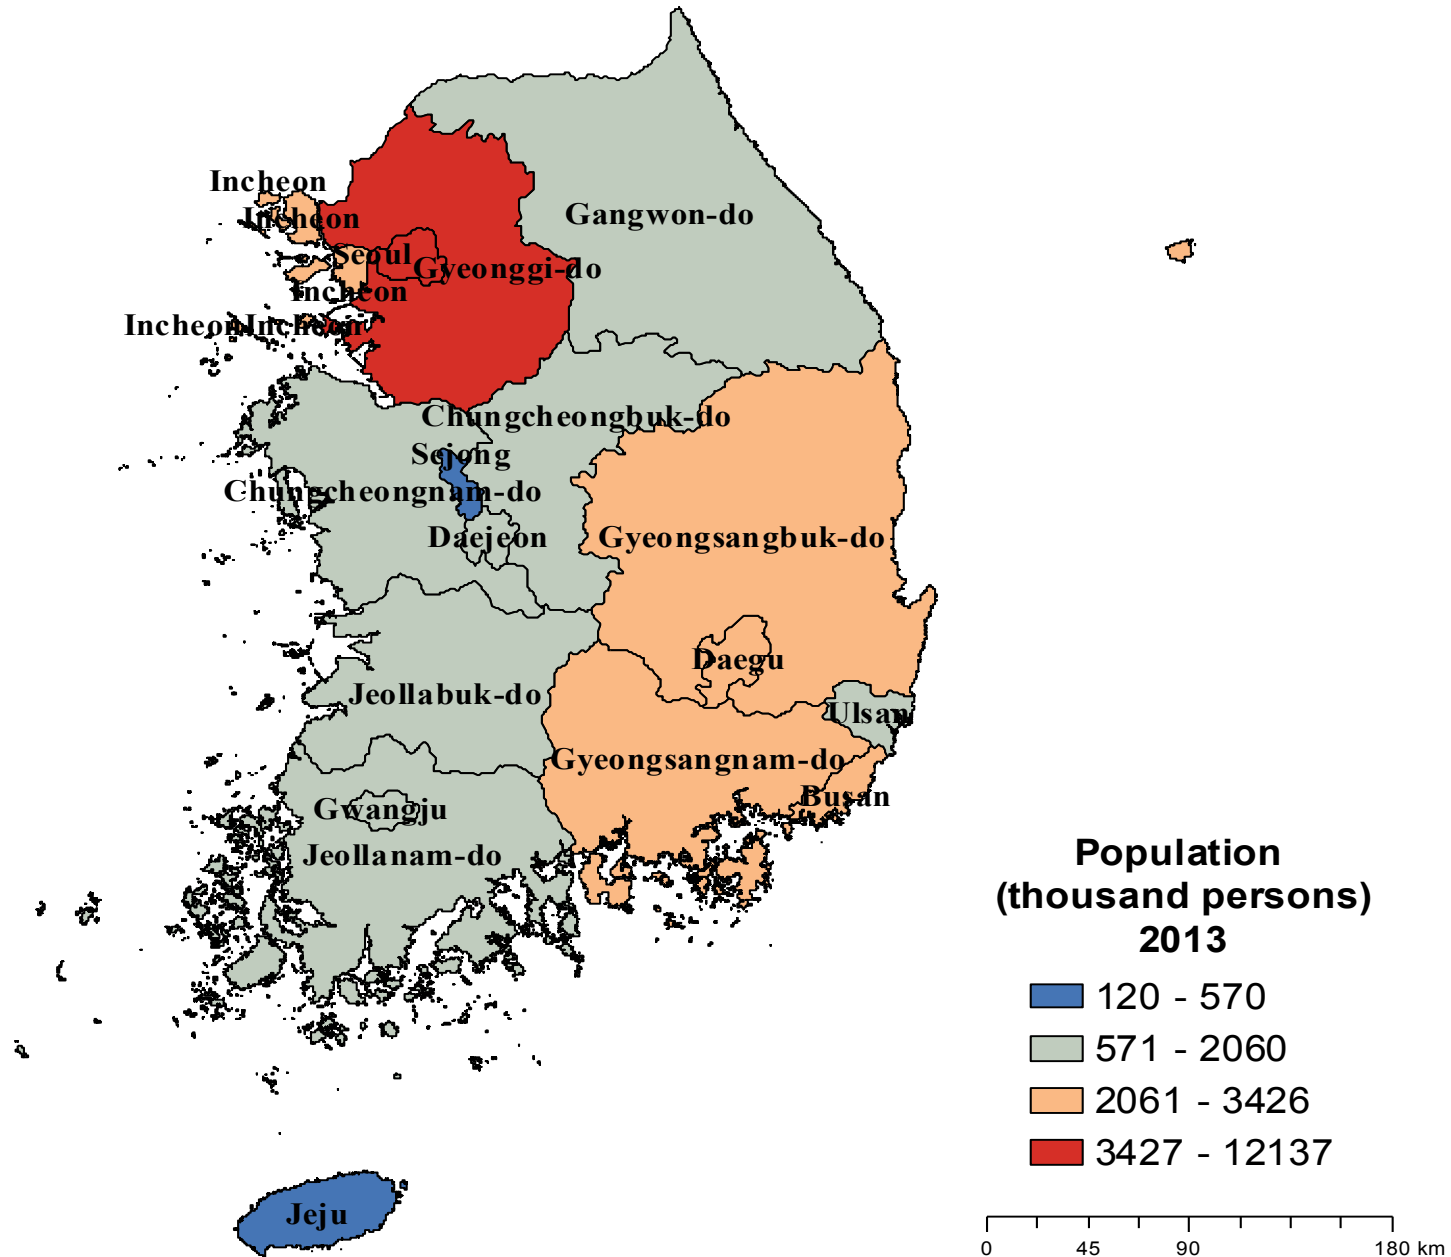 Incheon
Incheon
Gangwon-do
Seoul
Gyeonggi-do
Incheon
Incheon
Incheon
Chungcheongbuk-do
Sejong
Chungcheongnam-do
Daejeon
Gyeongsangbuk-do
Daegu
Jeollabuk-do
Ulsan
Gyeongsangnam-do
Busan
Gwangju
Jeollanam-do
Jeju
Population
(thousand persons)
2013
120 - 570
571 - 2060
2061 - 3426
3427 - 12137
0 45 90 180 km